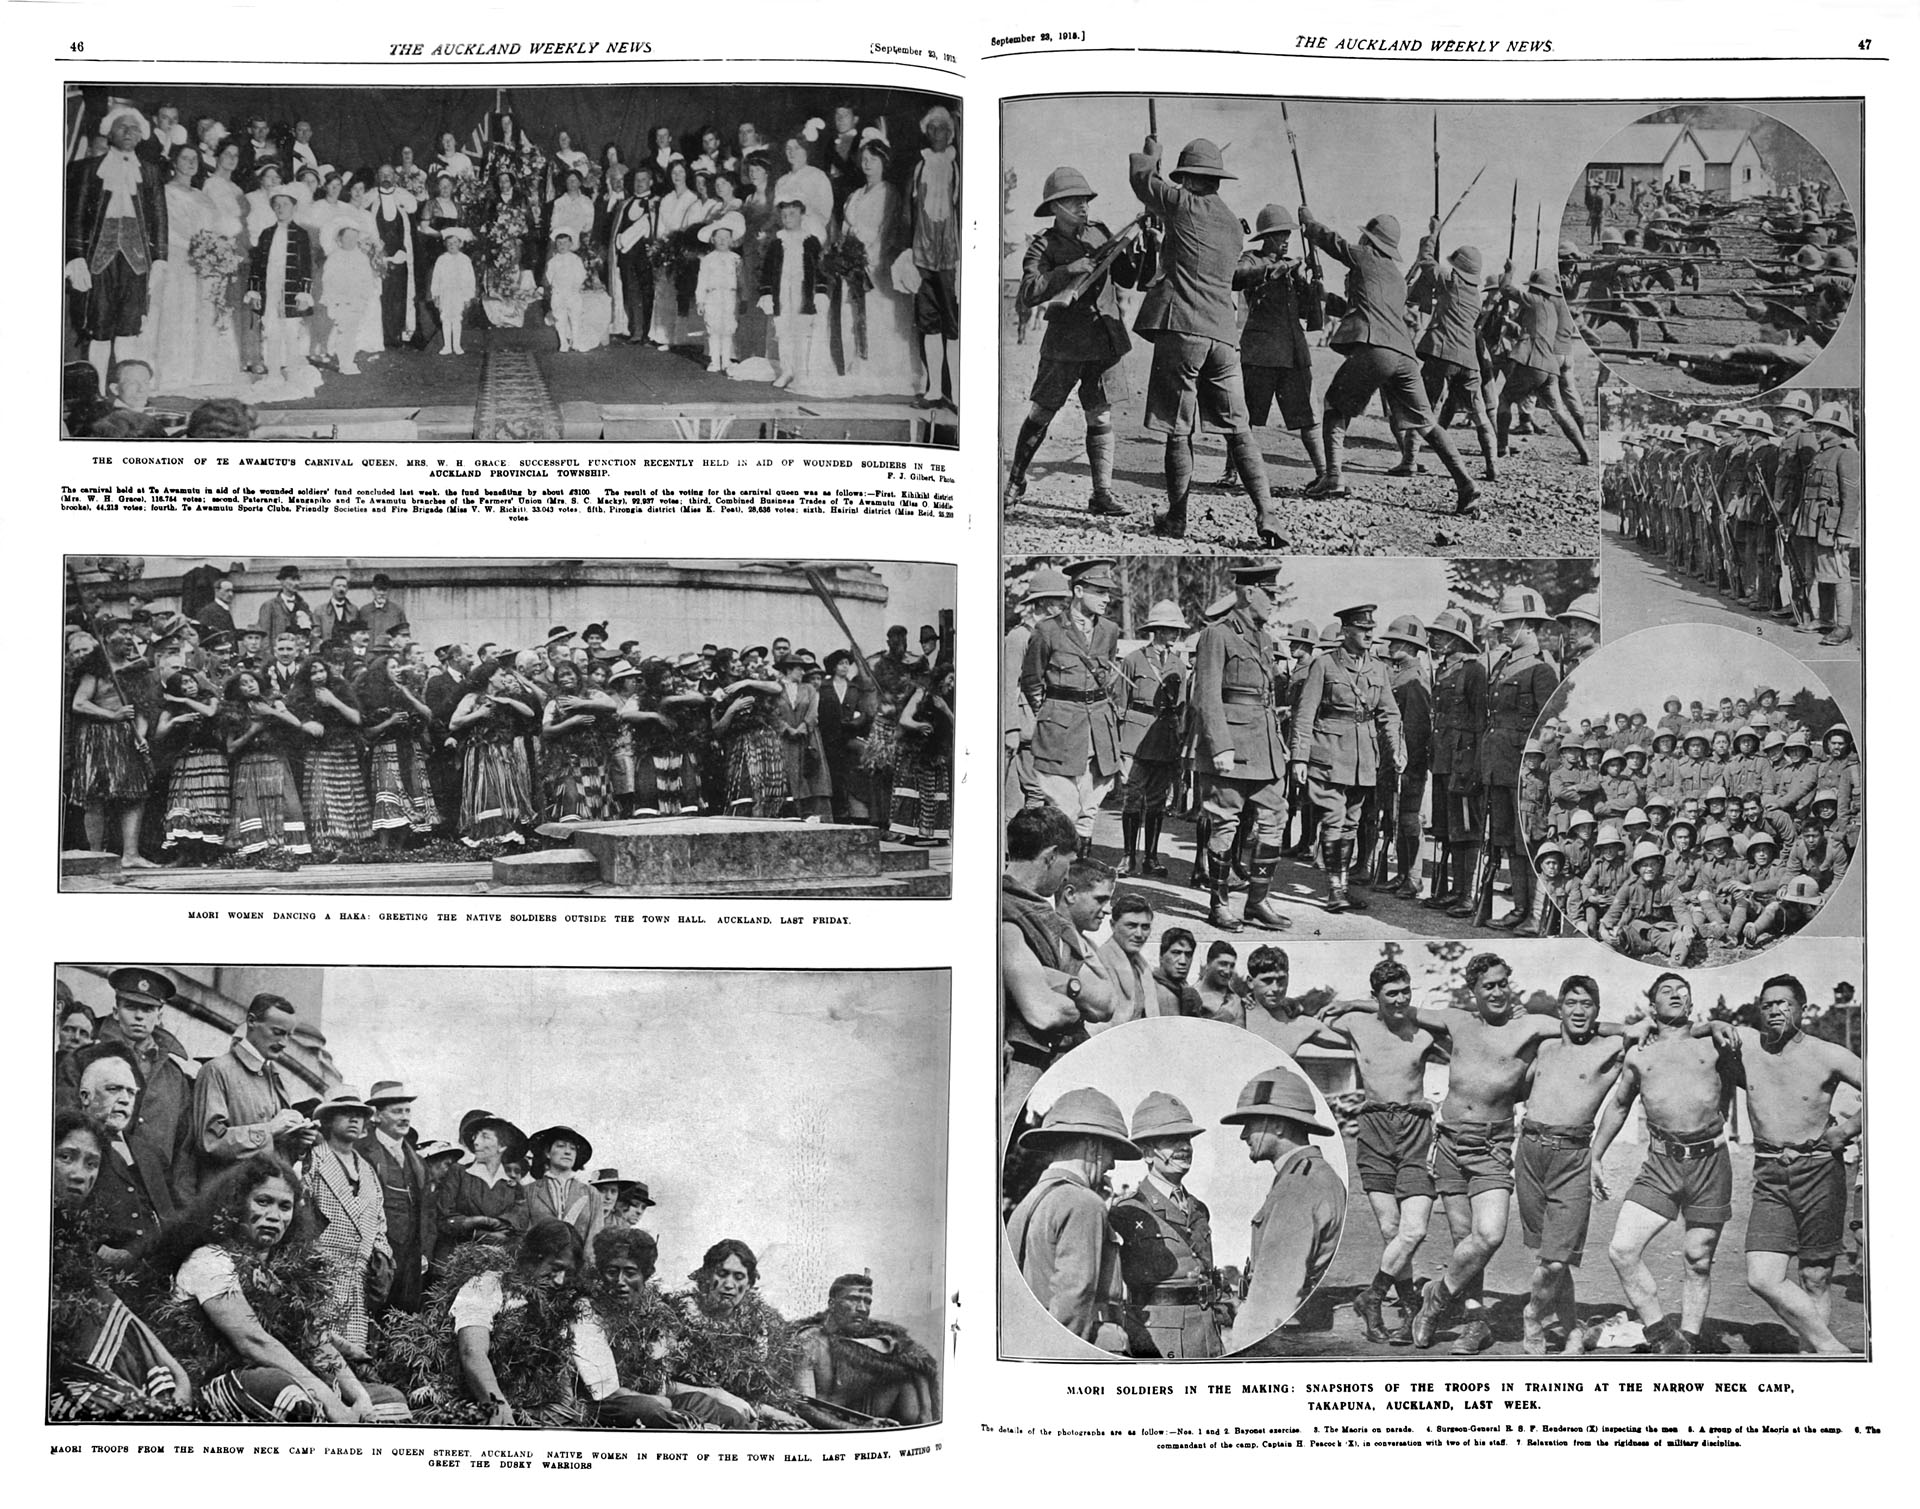 46
THE AUCKLAND WEEKLY NEWS
[September 23, 1915.
THE CORONATION OF TE AWAMUTU'S CARNIVAL QUEEN, MRS. W. H. GRACE. SUCCESSFUL FUNCTION RECENTLY HELD IN AID OF WOUNDED SOLDIERS IN THE
AUCKLAND PROVINCIAL TOWNSHIP.
F. J. Gilbert, Photo
The carnival held at Te Awamutu in aid of the wounded soldiers' fund concluded last week, the fund benefiting by about £3100. The result of the voting for the carnival queen was as follows:—First, Kihikihi district
(Mrs. W. H. Grace), 116,764 votes; second, Paterangi, Mangapiko and Te Awamutu branches of the Farmers' Union (Mrs. S. C. Macky), 92,937 votes; third, Combined Business Trades of Te Awamutu (Miss O. Middle-
brooke), 44,213 votes; fourth, Te Awamutu Sports Clubs, Friendly Societies and Fire Brigade (Miss V. W. Rickit), 33,043 votes, fifth, Pirongia district (Miss K. Peat), 28,636 votes; sixth, Hairini district (Miss Reid,
votes.
MAORI WOMEN DANCING A HAKA: GREETING THE NATIVE SOLDIERS OUTSIDE THE TOWN HALL, AUCKLAND, LAST FRIDAY.
MAORI TROOPS FROM THE NARROW NECK CAMP PARADE IN QUEEN STREET, AUCKLAND NATIVE WOMEN IN FRONT OF THE TOWN HALL, LAST FRIDAY, WAITING TO
GREET THE DUSKY WARRIORS
September 23, 1915.]
THE AUCKLAND WEEKLY NEWS.
47
1
3
4
6
7
MAORI SOLDIERS IN THE MAKING: SNAPSHOTS OF THE TROOPS IN TRAINING AT THE NARROW NECK CAMP,
TAKAPUNA, AUCKLAND, LAST WEEK.
The details of the photographs are as follow:—Nos. 1 and 2. Bayonet exercise. 3. The Maoris on parade. 4. Surgeon-General R. S. F. Henderson (X) inspecting the men 5. A group of the Maoris at the camp. 6. The
commandant of the camp, Captain H. Peacock (X), in conversation with two of his staff. 7. Relaxation from the rigidness of military discipline.